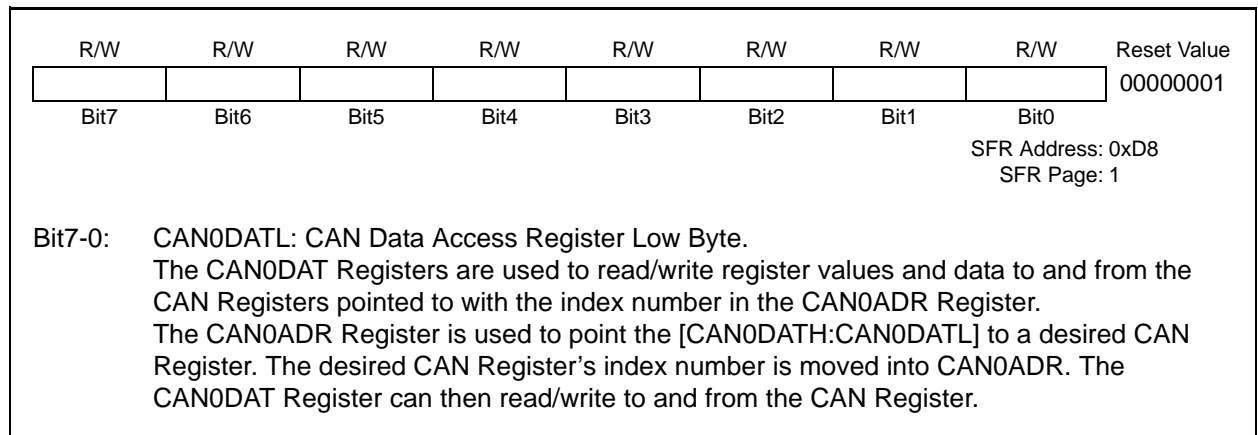 R/W R/W R/W R/W R/W R/W R/W R/W Reset Value
00000001
Bit7 Bit6 Bit5 Bit4 Bit3 Bit2 Bit1 Bit0
SFR Address: 0xD8
SFR Page: 1
Bit7-0: CAN0DATL: CAN Data Access Register Low Byte.
The CAN0DAT Registers are used to read/write register values and data to and from the
CAN Registers pointed to with the index number in the CAN0ADR Register.
The CAN0ADR Register is used to point the [CAN0DATH:CAN0DATL] to a desired CAN
Register. The desired CAN Register’s index number is moved into CAN0ADR. The
CAN0DAT Register can then read/write to and from the CAN Register.